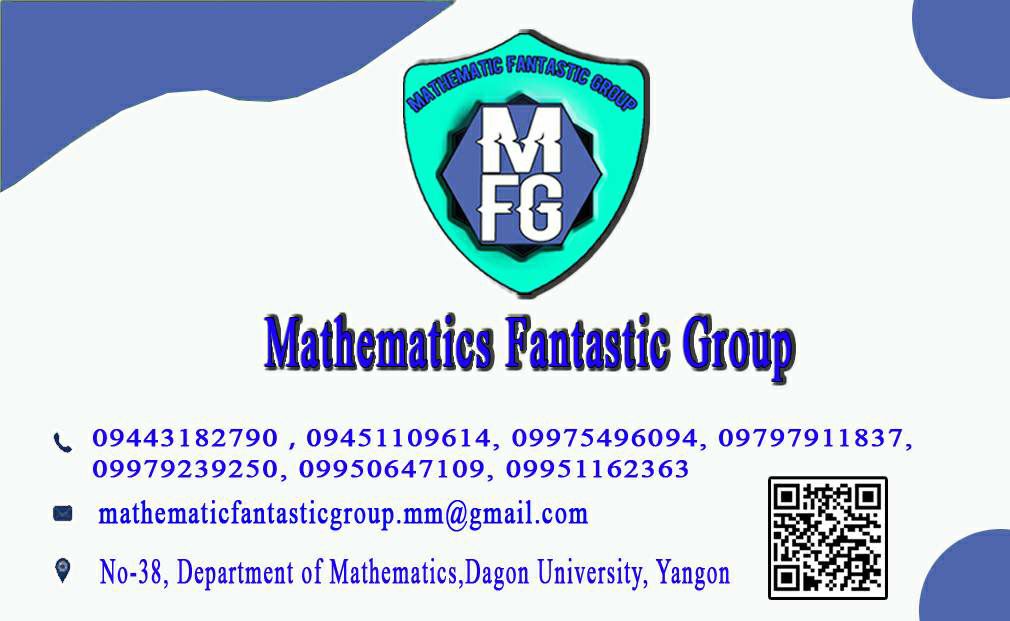 MATHEMATIC FANTASTIC GROUP
M
FG
Mathematics Fantastic Group
09443182790 , 09451109614, 09975496094, 09797911837,
09979239250, 09950647109, 09951162363
mathematicfantasticgroup.mm@gmail.com
No-38, Department of Mathematics,Dagon University, Yangon